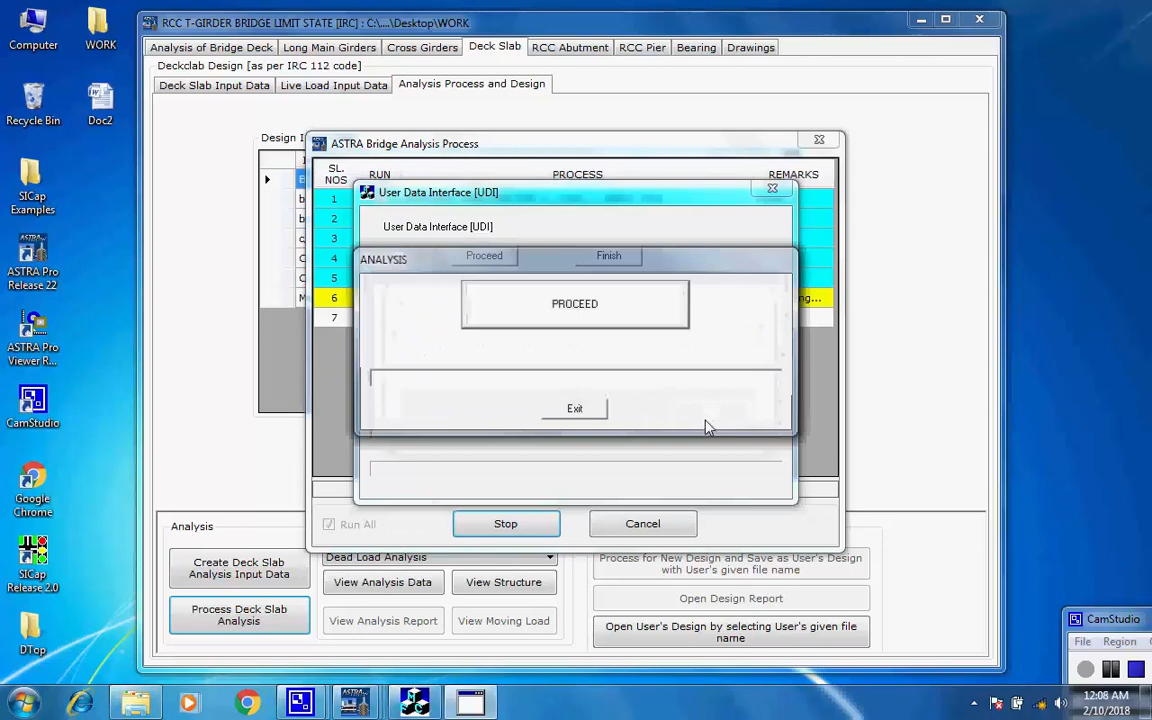 RCC T-GIRDER BRIDGE LIMIT STATE [IRC] : C:\....\Desktop\WORK
Computer
WORK
Recycle Bin
Doc2
SICap Examples
ASTRA Pro Release 22
ASTRA Pro Viewer R...
CamStudio
Google Chrome
SICap Release 2.0
DTop
Analysis of Bridge Deck
Long Main Girders
Cross Girders
Deck Slab
RCC Abutment
RCC Pier
Bearing
Drawings
Deckclab Design [as per IRC 112 code]
Deck Slab Input Data
Live Load Input Data
Analysis Process and Design
Design I
ASTRA Bridge Analysis Process
SL. NOS
RUN
PROCESS
REMARKS
1
2
3
4
5
6
ng...
7
User Data Interface [UDI]
User Data Interface [UDI]
Proceed
Finish
ANALYSIS
PROCEED
Exit
Run All
Stop
Cancel
Analysis
Create Deck Slab
Analysis Input Data
Process Deck Slab
Analysis
Dead Load Analysis
View Analysis Data
View Structure
View Analysis Report
View Moving Load
Process for New Design and Save as User's Design
with User's given file name
Open Design Report
Open User's Design by selecting User's given file
name
CamStudio
File
Region
12:08 AM
2/10/2018